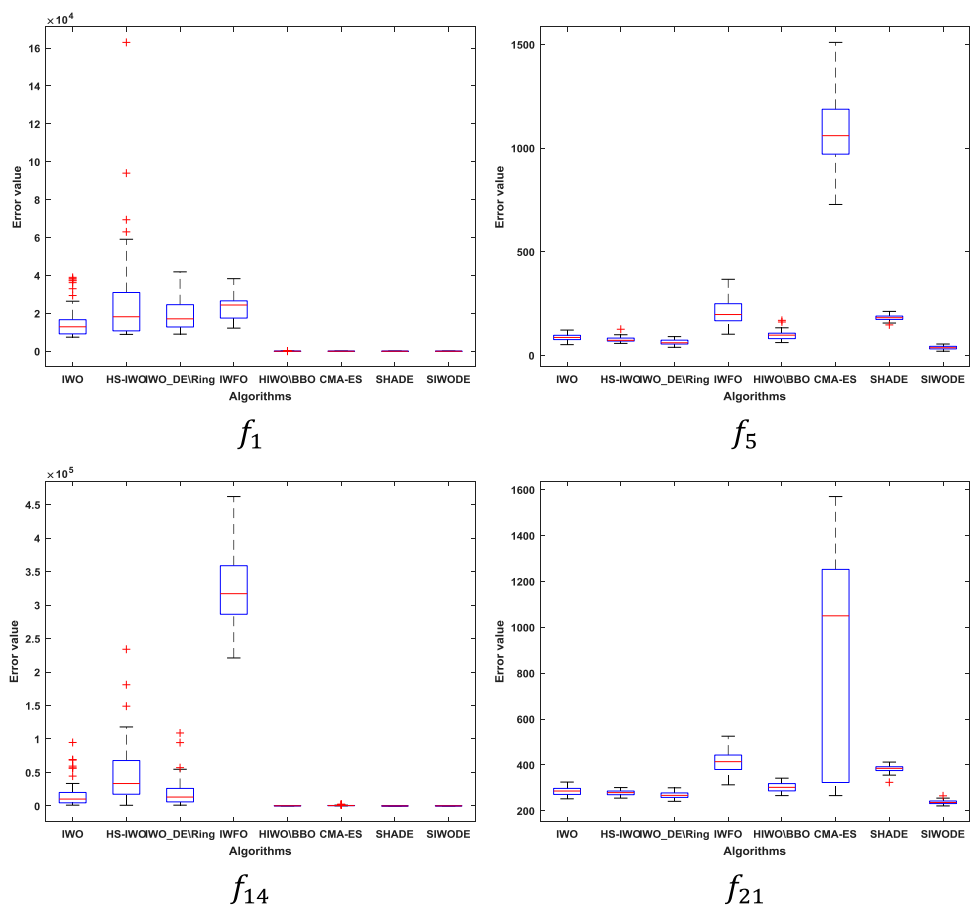 ×10⁴
16
14
12
10
8
6
4
2
0
Error value
IWO HS-IWO IWO_DE\Ring IWFO HIWO\BBO CMA-ES SHADE SIWODE
Algorithms
f₁
1500
1000
500
0
Error value
IWO HS-IWO IWO_DE\Ring IWFO HIWO\BBO CMA-ES SHADE SIWODE
Algorithms
f₅
×10⁵
4.5
4
3.5
3
2.5
2
1.5
1
0.5
0
Error value
IWO HS-IWO IWO_DE\Ring IWFO HIWO\BBO CMA-ES SHADE SIWODE
Algorithms
f₁₄
1600
1400
1200
1000
800
600
400
200
Error value
IWO HS-IWO IWO_DE\Ring IWFO HIWO\BBO CMA-ES SHADE SIWODE
Algorithms
f₂₁